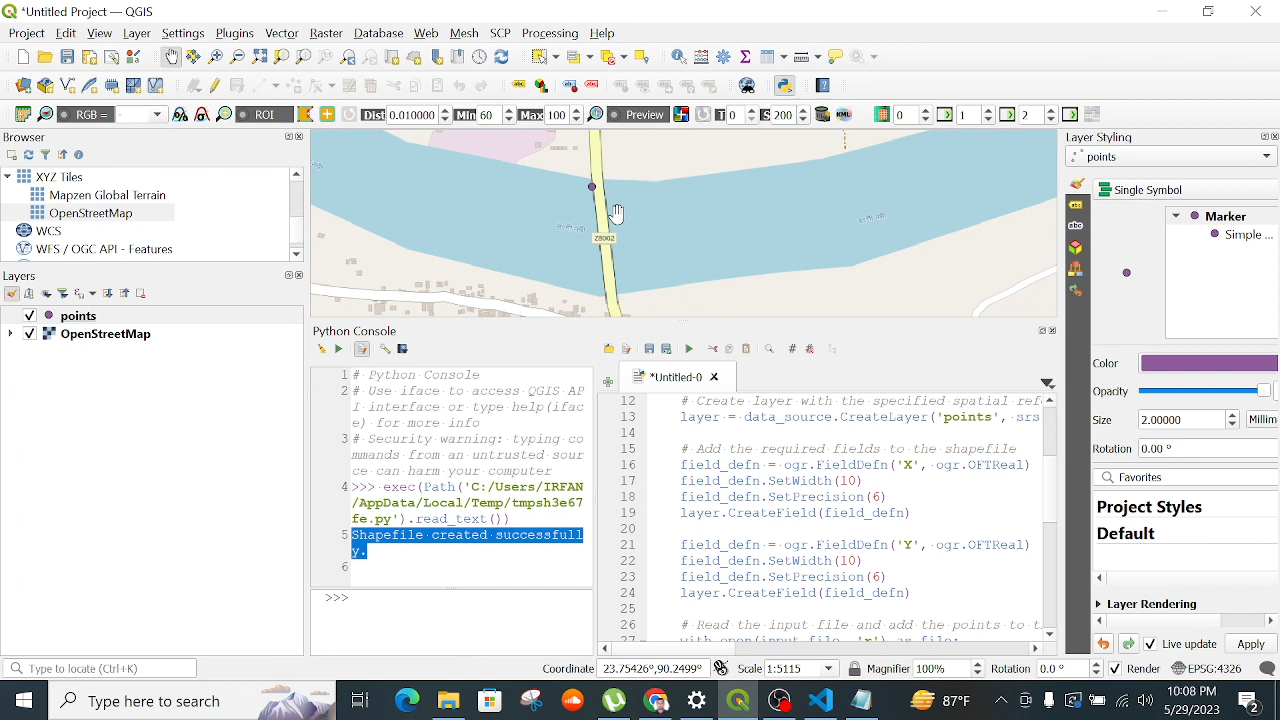 *Untitled Project — QGIS
Project Edit View Layer Settings Plugins Vector Raster Database Web Mesh SCP Processing Help
RGB = - ROI Dist 0.010000 Min 60 Max 100 Preview T 0 S 200 0 1 2
Browser
XYZ Tiles
Mapzen Global Terrain
OpenStreetMap
WCS
WFS / OGC API - Features
Layers
points
OpenStreetMap
Z8002
Python Console
1 # Python Console
2 # Use iface to access QGIS AP
I interface or type help(ifac
e) for more info
3 # Security warning: typing co
mmands from an untrusted sour
ce can harm your computer
4 >>> exec(Path('C:/Users/IRFAN
/AppData/Local/Temp/tmpsh3e67
fe.py').read_text())
5 Shapefile created successfull
y.
6
>>>
*Untitled-0
12 # Create layer with the specified spatial ref
13 layer = data_source.CreateLayer('points', srs
14
15 # Add the required fields to the shapefile
16 field_defn = ogr.FieldDefn('X', ogr.OFTReal)
17 field_defn.SetWidth(10)
18 field_defn.SetPrecision(6)
19 layer.CreateField(field_defn)
20
21 field_defn = ogr.FieldDefn('Y', ogr.OFTReal)
22 field_defn.SetWidth(10)
23 field_defn.SetPrecision(6)
24 layer.CreateField(field_defn)
25
26 # Read the input file and add the points to t
27 with open(input_file, 'r') as file:
Layer Styling
points
Single Symbol
Marker
Simple ...
Color
Opacity
Size 2.00000 Millim
Rotation 0.00 °
Favorites
Project Styles
Default
Layer Rendering
Live update Apply
Type to locate (Ctrl+K) Coordinate 23.75426°,90.2499° Scale 1:5115 Magnifier 100% Rotation 0.0 ° Render EPSG:4326
Type here to search
87°F
5/29/2023
2